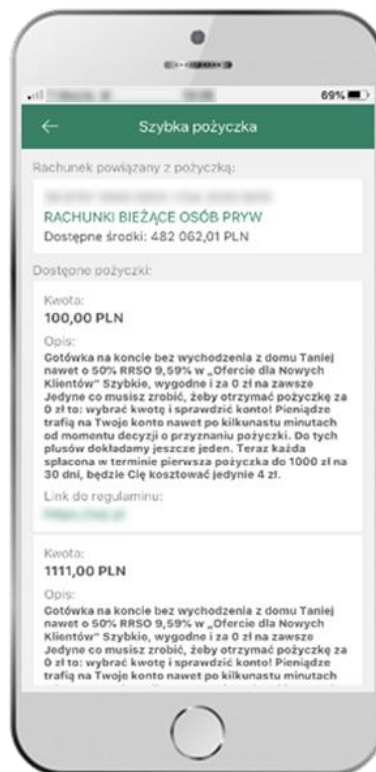 69%
Szybka pożyczka
Rachunek powiązany z pożyczką:
RACHUNKI BIEŻĄCE OSÓB PRYW
Dostępne środki: 482 062,01 PLN
Dostępne pożyczki:
Kwota:
100,00 PLN
Opis:
Gotówka na koncie bez wychodzenia z domu Taniej
nawet o 50% RRSO 9,59% w „Ofercie dla Nowych
Klientów" Szybkie, wygodne i za 0 zł na zawsze
Jedyne co musisz zrobić, żeby otrzymać pożyczkę za
0 zł to: wybrać kwotę i sprawdzić konto! Pieniądze
trafią na Twoje konto nawet po kilkunastu minutach
od momentu decyzji o przyznaniu pożyczki. Do tych
plusów dokładamy jeszcze jeden. Teraz każda
spłacona w terminie pierwsza pożyczka do 1000 zł na
30 dni, będzie Cię kosztować jedynie 4 zł.
Link do regulaminu:
Kwota:
1111,00 PLN
Opis:
Gotówka na koncie bez wychodzenia z domu Taniej
nawet o 50% RRSO 9,59% w „Ofercie dla Nowych
Klientów" Szybkie, wygodne i za 0 zł na zawsze
Jedyne co musisz zrobić, żeby otrzymać pożyczkę za
0 zł to: wybrać kwotę i sprawdzić konto! Pieniądze
trafią na Twoje konto nawet po kilkunastu minutach